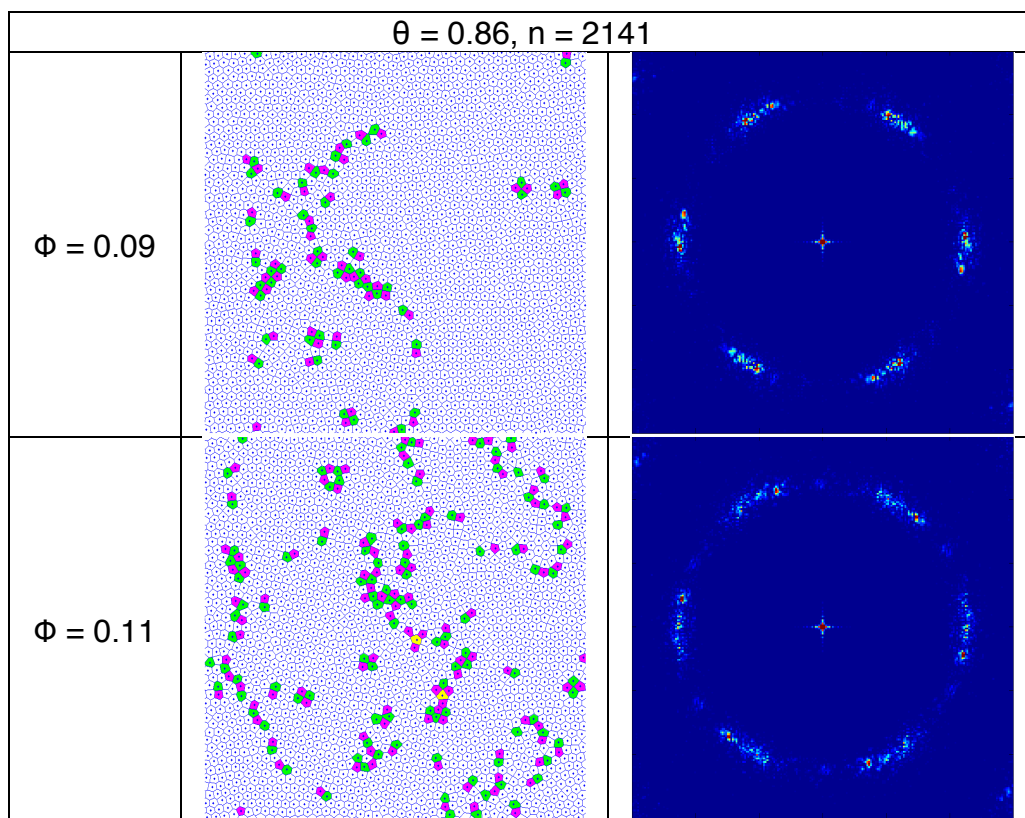 θ = 0.86, n = 2141
Φ = 0.09
Φ = 0.11